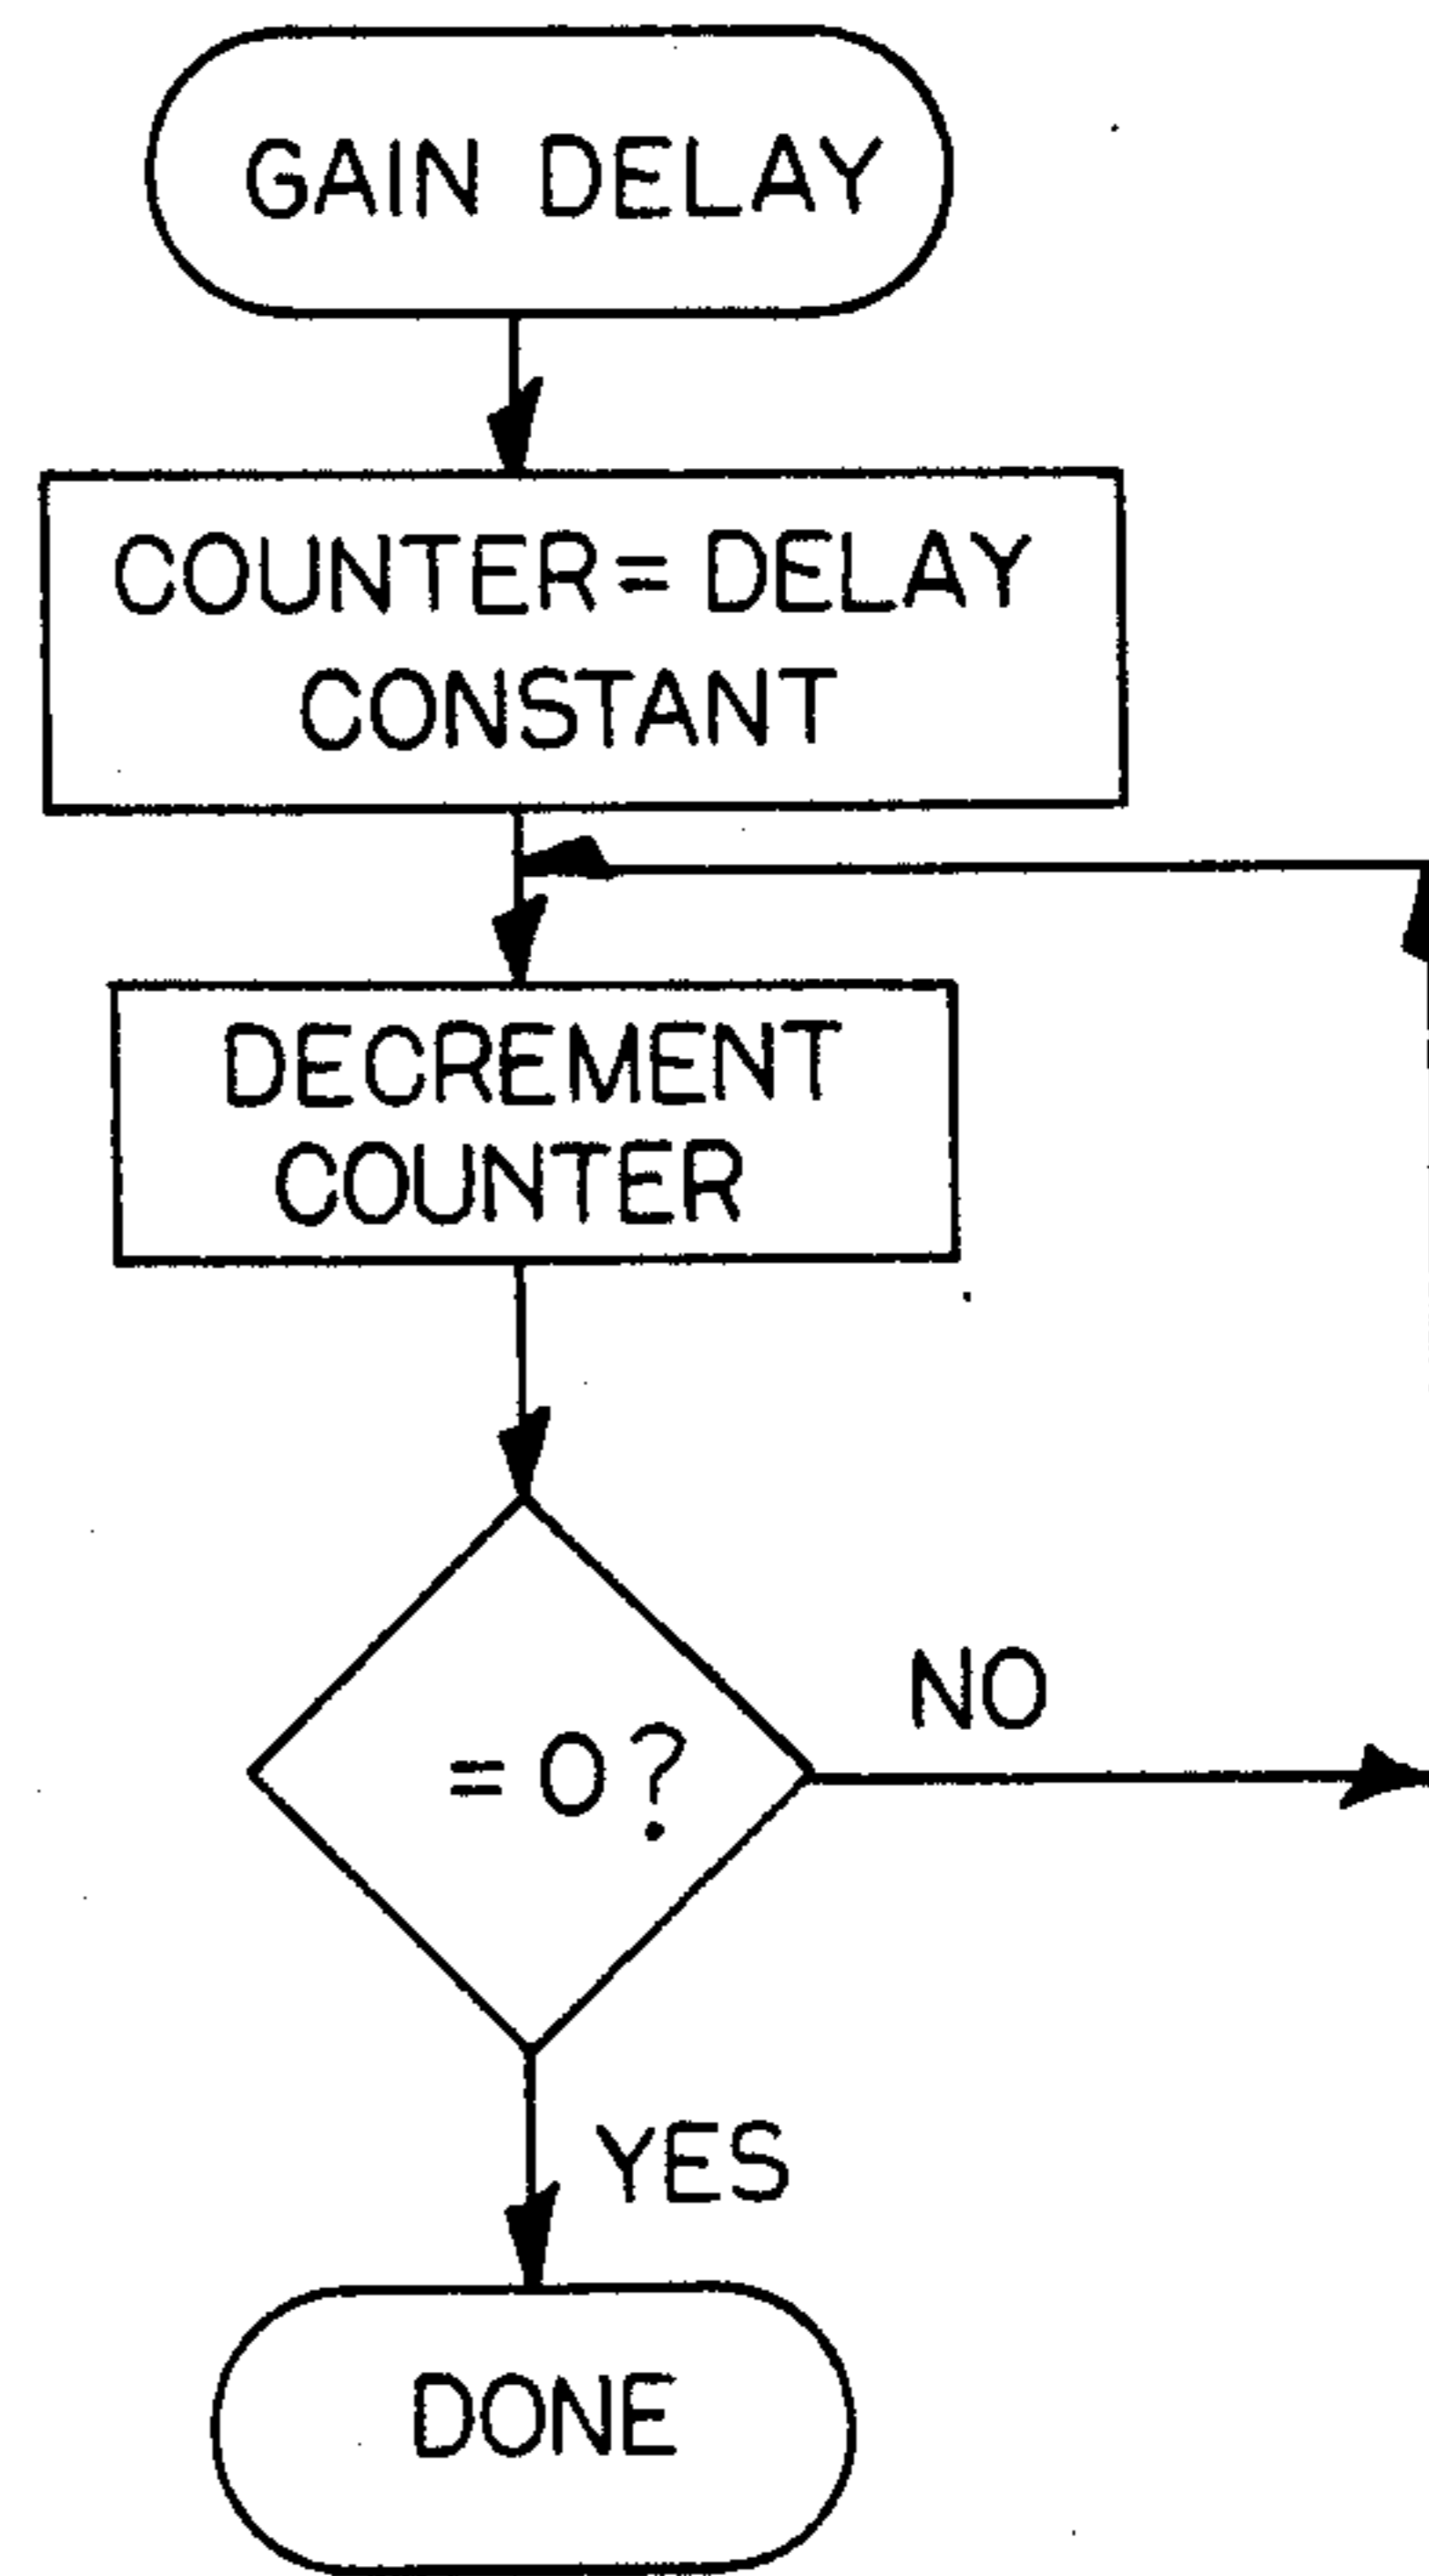 GAIN DELAY
COUNTER = DELAY
CONSTANT
DECREMENT
COUNTER
= 0?
NO
YES
DONE